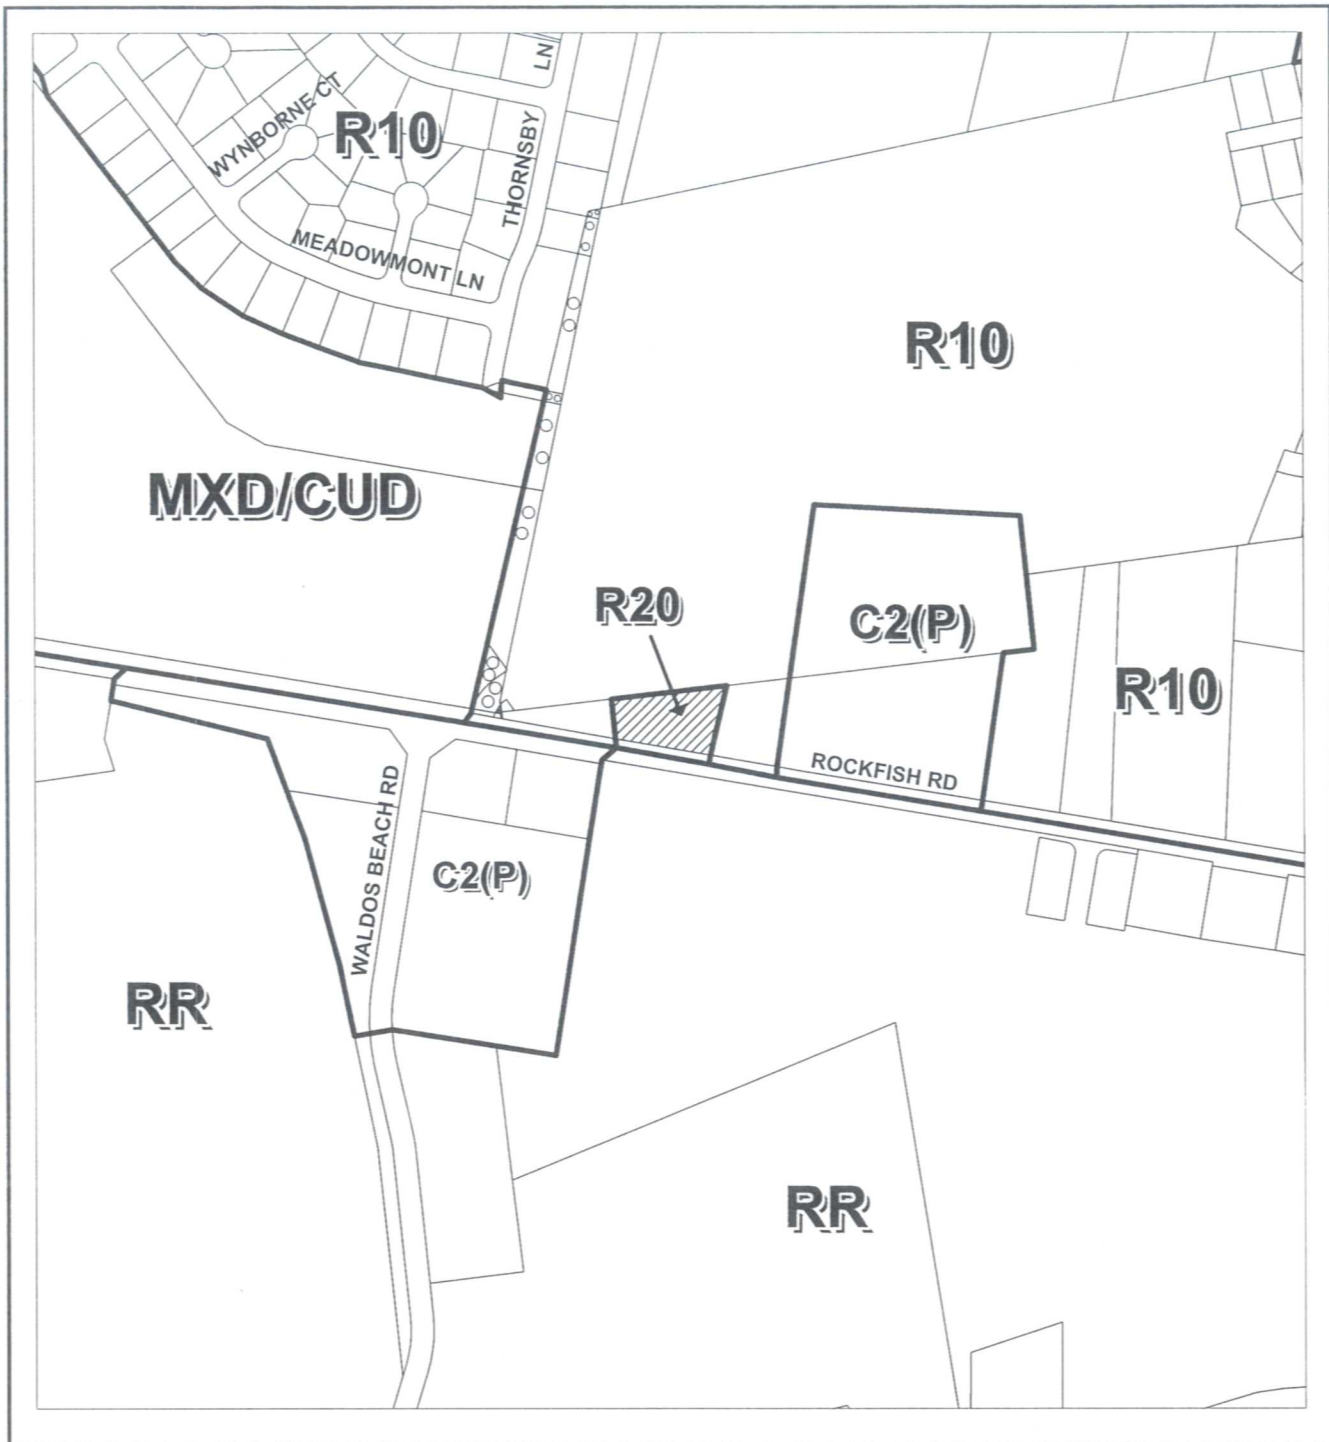 LN
WYNBORNE CT
R10
THORNSBY
MEADOWMONT LN
R10
MXD/CUD
R20
C2(P)
R10
ROCKFISH RD
WALDOS BEACH RD
C2(P)
RR
RR